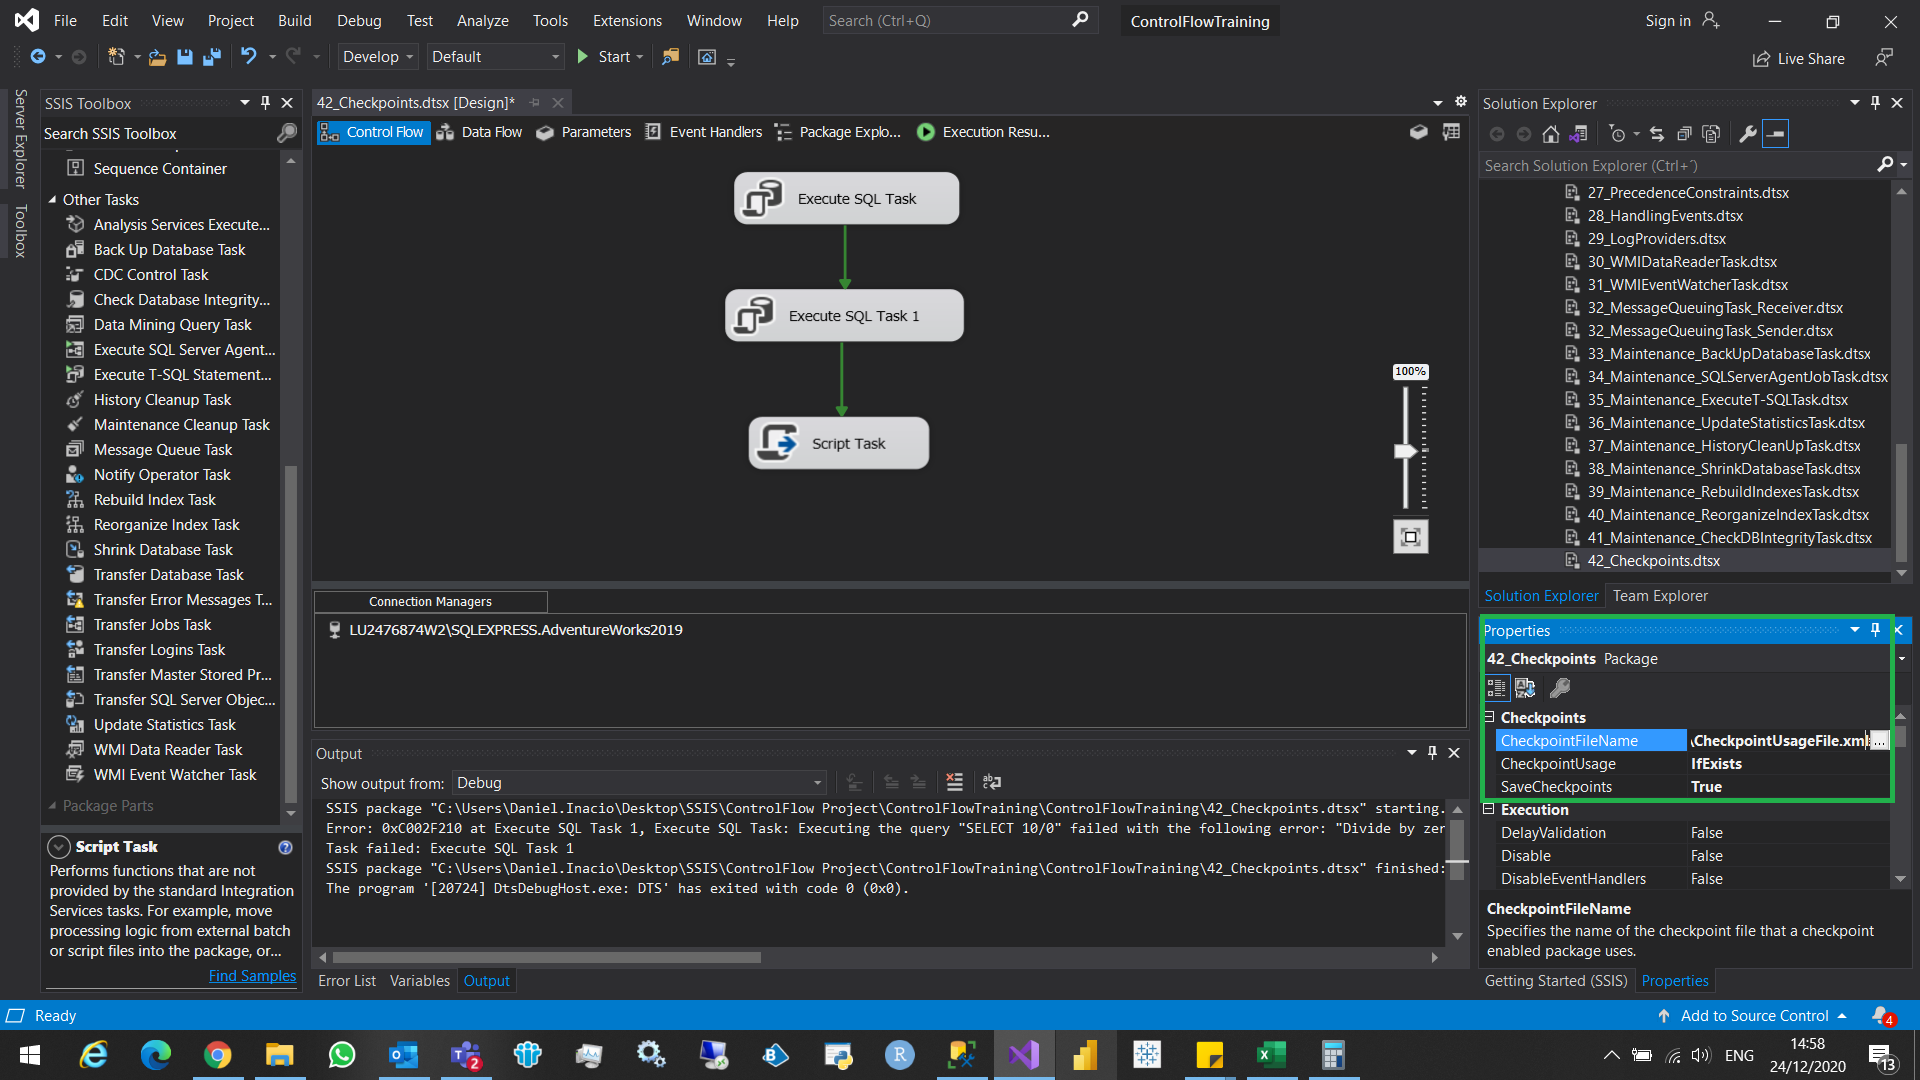 File Edit View Project Build Debug Test Analyze Tools Extensions Window Help Search (Ctrl+Q) ControlFlowTraining Sign in
Develop Default Start Live Share
Server Explorer
Toolbox
SSIS Toolbox
Search SSIS Toolbox
Sequence Container
Other Tasks
Analysis Services Execute...
Back Up Database Task
CDC Control Task
Check Database Integrity...
Data Mining Query Task
Execute SQL Server Agent...
Execute T-SQL Statement...
History Cleanup Task
Maintenance Cleanup Task
Message Queue Task
Notify Operator Task
Rebuild Index Task
Reorganize Index Task
Shrink Database Task
Transfer Database Task
Transfer Error Messages T...
Transfer Jobs Task
Transfer Logins Task
Transfer Master Stored Pr...
Transfer SQL Server Objec...
Update Statistics Task
WMI Data Reader Task
WMI Event Watcher Task
Package Parts
Script Task
Performs functions that are not
provided by the standard Integration
Services tasks. For example, move
processing logic from external batch
or script files into the package, or...
Find Samples
42_Checkpoints.dtsx [Design]*
Control Flow Data Flow Parameters Event Handlers Package Explo... Execution Resu...
Execute SQL Task
Execute SQL Task 1
Script Task
100%
Connection Managers
LU2476874W2\SQLEXPRESS.AdventureWorks2019
Output
Show output from: Debug
SSIS package "C:\Users\Daniel.Inacio\Desktop\SSIS\ControlFlow Project\ControlFlowTraining\ControlFlowTraining\42_Checkpoints.dtsx" starting.
Error: 0xC002F210 at Execute SQL Task 1, Execute SQL Task: Executing the query "SELECT 10/0" failed with the following error: "Divide by zer
Task failed: Execute SQL Task 1
SSIS package "C:\Users\Daniel.Inacio\Desktop\SSIS\ControlFlow Project\ControlFlowTraining\ControlFlowTraining\42_Checkpoints.dtsx" finished:
The program '[20724] DtsDebugHost.exe: DTS' has exited with code 0 (0x0).
Error List Variables Output
Solution Explorer
Search Solution Explorer (Ctrl+´)
27_PrecedenceConstraints.dtsx
28_HandlingEvents.dtsx
29_LogProviders.dtsx
30_WMIDataReaderTask.dtsx
31_WMIEventWatcherTask.dtsx
32_MessageQueuingTask_Receiver.dtsx
32_MessageQueuingTask_Sender.dtsx
33_Maintenance_BackUpDatabaseTask.dtsx
34_Maintenance_SQLServerAgentJobTask.dtsx
35_Maintenance_ExecuteT-SQLTask.dtsx
36_Maintenance_UpdateStatisticsTask.dtsx
37_Maintenance_HistoryCleanUpTask.dtsx
38_Maintenance_ShrinkDatabaseTask.dtsx
39_Maintenance_RebuildIndexesTask.dtsx
40_Maintenance_ReorganizeIndexTask.dtsx
41_Maintenance_CheckDBIntegrityTask.dtsx
42_Checkpoints.dtsx
Solution Explorer Team Explorer
Properties
42_Checkpoints Package
Checkpoints
CheckpointFileName \CheckpointUsageFile.xml ...
CheckpointUsage IfExists
SaveCheckpoints True
Execution
DelayValidation False
Disable False
DisableEventHandlers False
CheckpointFileName
Specifies the name of the checkpoint file that a checkpoint
enabled package uses.
Getting Started (SSIS) Properties
Ready Add to Source Control 4
2 ENG 14:58
24/12/2020 13